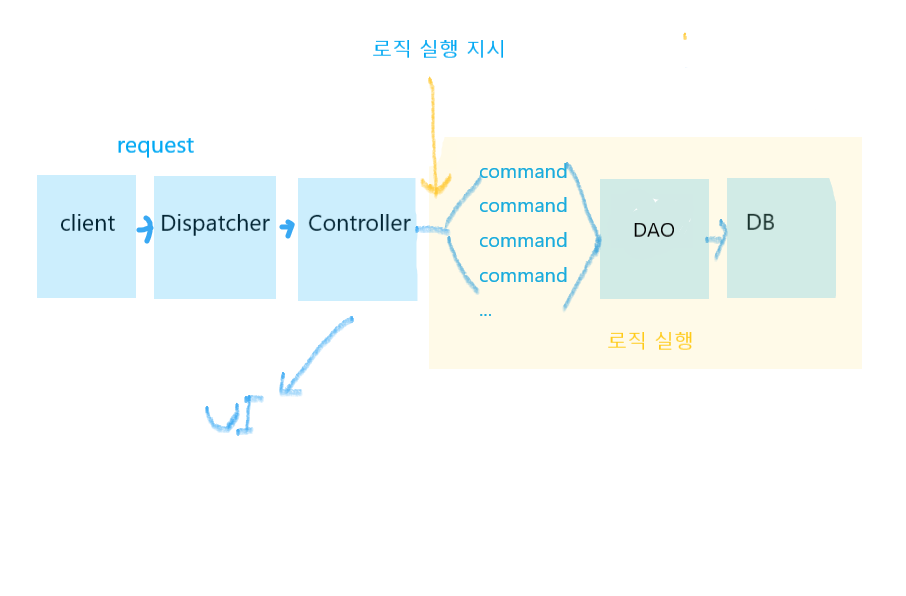 로직 실행 지시
request
client
Dispatcher
Controller
command
command
command
command
...
DAO
DB
로직 실행
UI